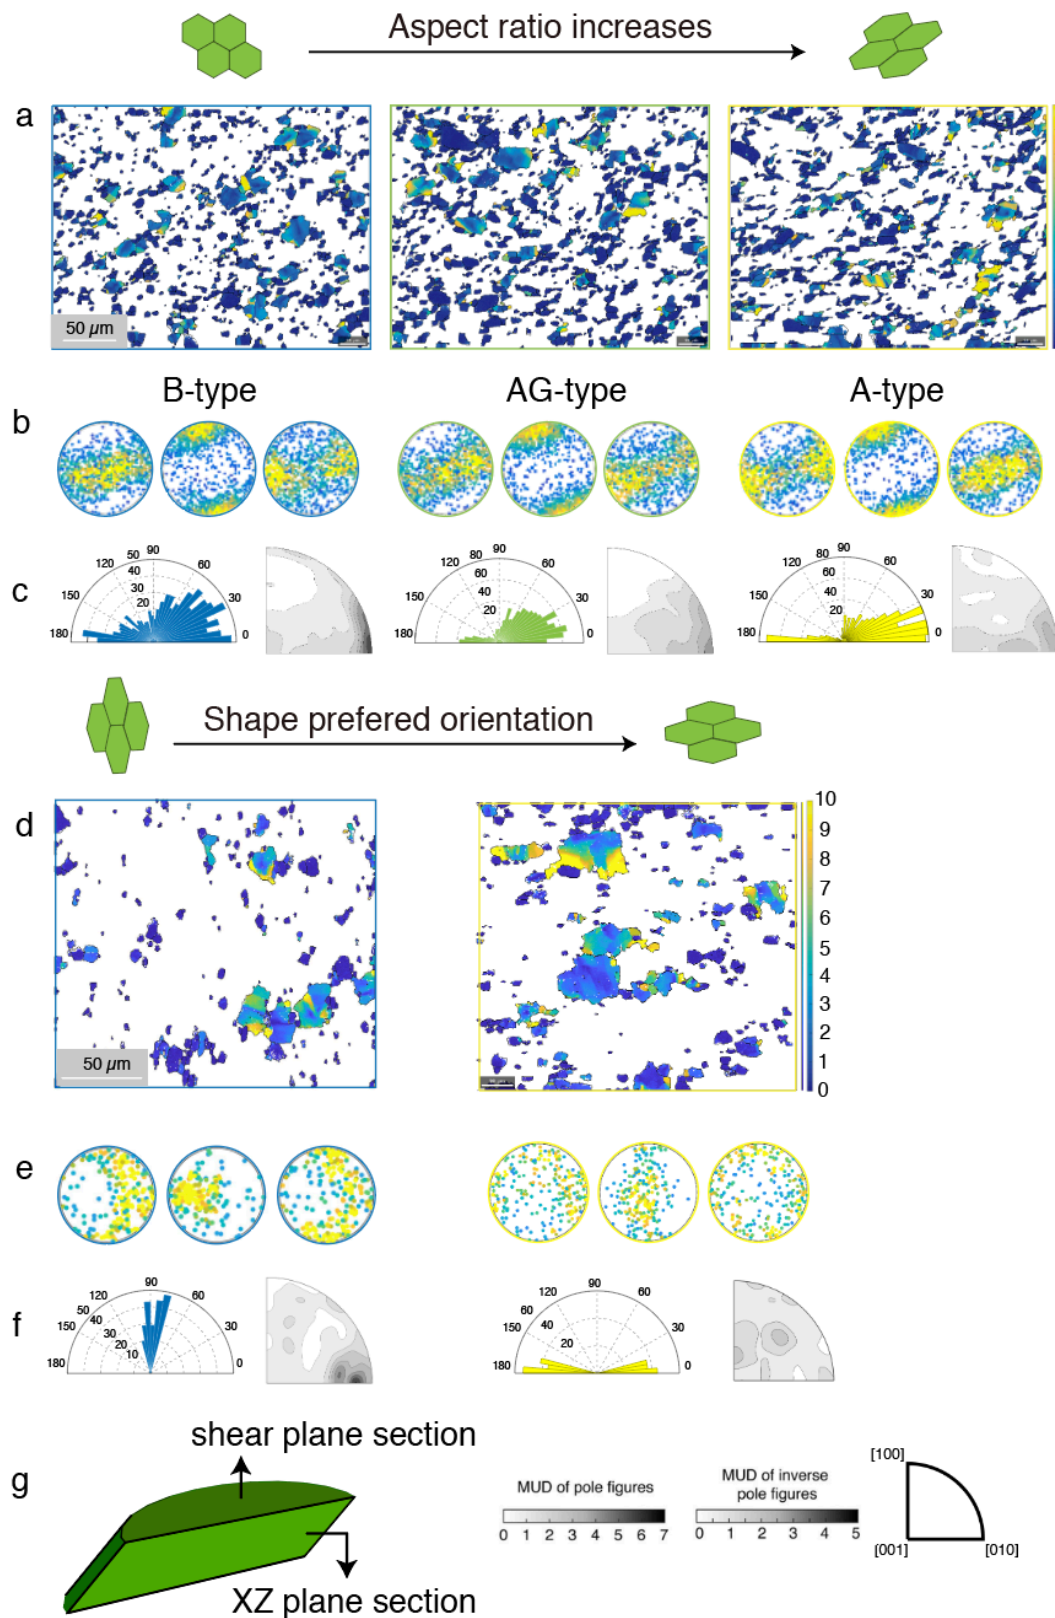 Aspect ratio increases
a
50 µm
B-type
AG-type
A-type
b
c
180 150 120 90 60 30 0
50 40 30 20
180 150 120 90 60 30 0
80 60 40 20
180 150 120 90 60 30 0
80 60 40 20
Shape prefered orientation
d
50 µm
10
9
8
7
6
5
4
3
2
1
0
e
f
180 150 120 90 60 30 0
50 40 30 20 10
180 150 120 90 60 30 0
60 40 20
g
shear plane section
XZ plane section
MUD of pole figures
0 1 2 3 4 5 6 7
MUD of inverse
pole figures
0 1 2 3 4 5
[100]
[001]
[010]